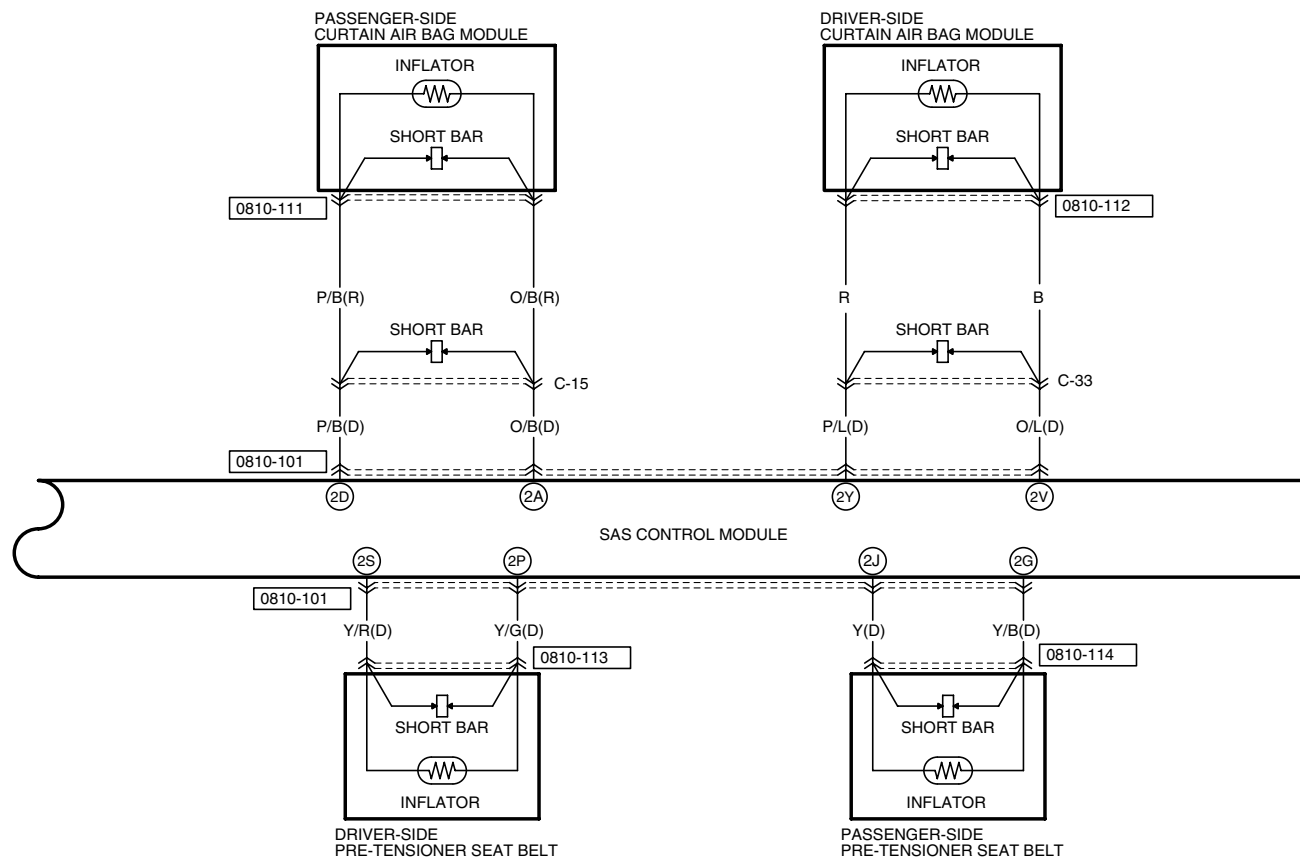 PASSENGER-SIDE
CURTAIN AIR BAG MODULE
DRIVER-SIDE
CURTAIN AIR BAG MODULE
INFLATOR
INFLATOR
SHORT BAR
SHORT BAR
0810-111
0810-112
P/B(R)
O/B(R)
R
B
SHORT BAR
SHORT BAR
C-15
C-33
P/B(D)
O/B(D)
P/L(D)
O/L(D)
0810-101
2D
2A
2Y
2V
SAS CONTROL MODULE
2S
2P
2J
2G
0810-101
Y/R(D)
Y/G(D)
Y(D)
Y/B(D)
0810-113
0810-114
SHORT BAR
SHORT BAR
INFLATOR
INFLATOR
DRIVER-SIDE
PRE-TENSIONER SEAT BELT
PASSENGER-SIDE
PRE-TENSIONER SEAT BELT